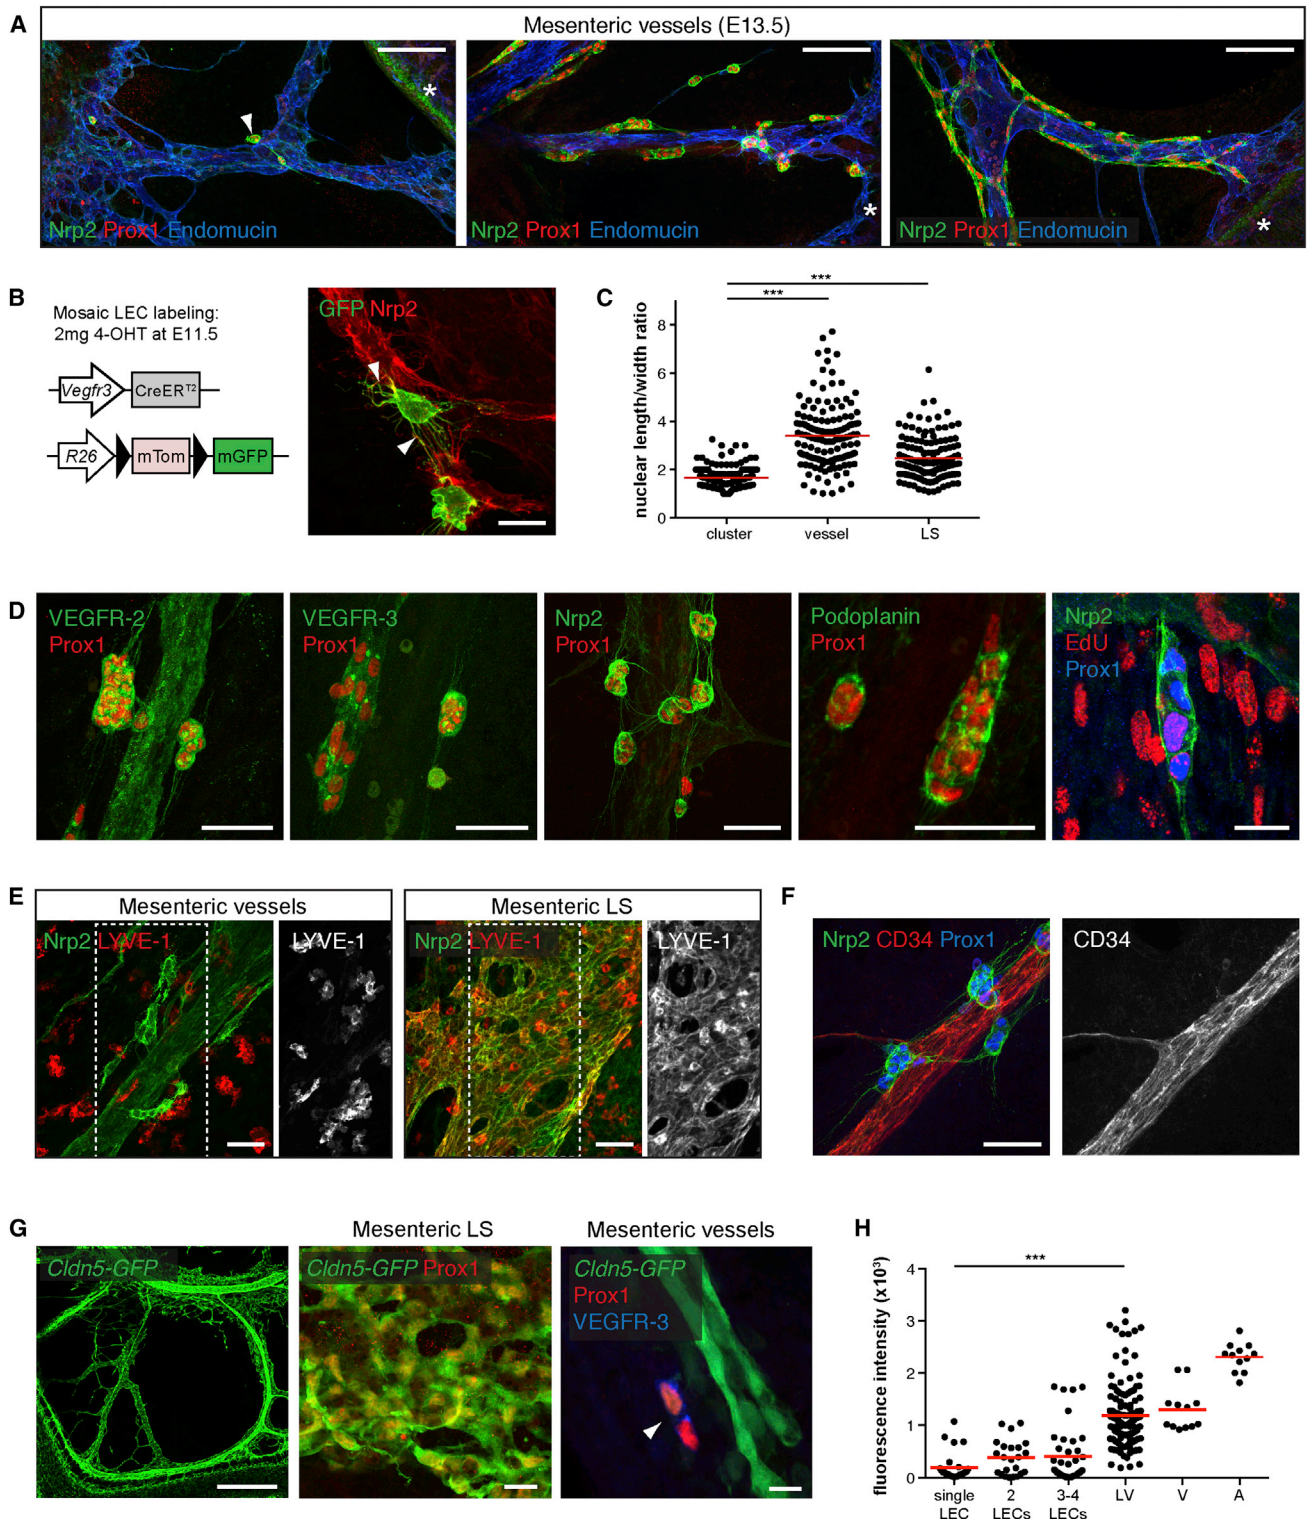 A
Mesenteric vessels (E13.5)
*
*
*
Nrp2 Prox1 Endomucin
Nrp2 Prox1 Endomucin
Nrp2 Prox1 Endomucin
B
Mosaic LEC labeling:
2mg 4-OHT at E11.5
Vegfr3
CreERT2
R26
mTom
mGFP
GFP Nrp2
C
nuclear length/width ratio
***
***
8
6
4
2
0
cluster
vessel
LS
D
VEGFR-2
Prox1
VEGFR-3
Prox1
Nrp2
Prox1
Podoplanin
Prox1
Nrp2
EdU
Prox1
E
Mesenteric vessels
Nrp2 LYVE-1
LYVE-1
Mesenteric LS
Nrp2 LYVE-1
LYVE-1
F
Nrp2 CD34 Prox1
CD34
G
Cldn5-GFP
Mesenteric LS
Cldn5-GFP Prox1
Mesenteric vessels
Cldn5-GFP
Prox1
VEGFR-3
H
fluorescence intensity (x10³)
***
4
3
2
1
0
single LEC
2 LECs
3-4 LECs
LV
V
A